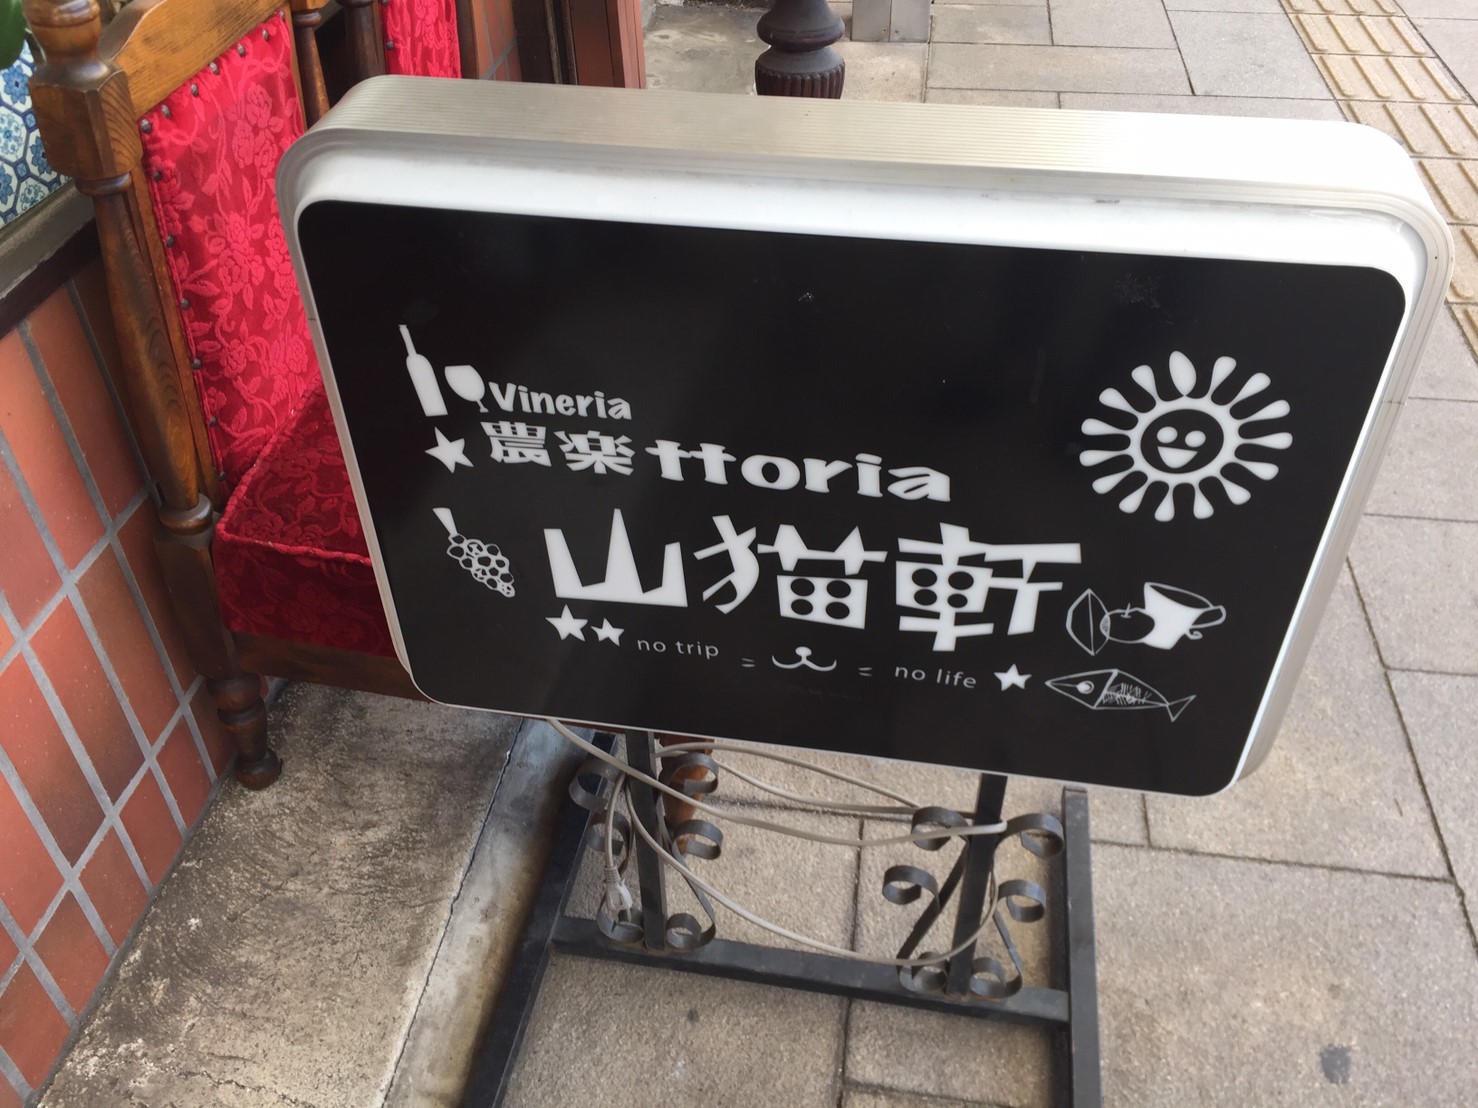 Vineria
農楽ttoria
山猫軒
no trip = = no life